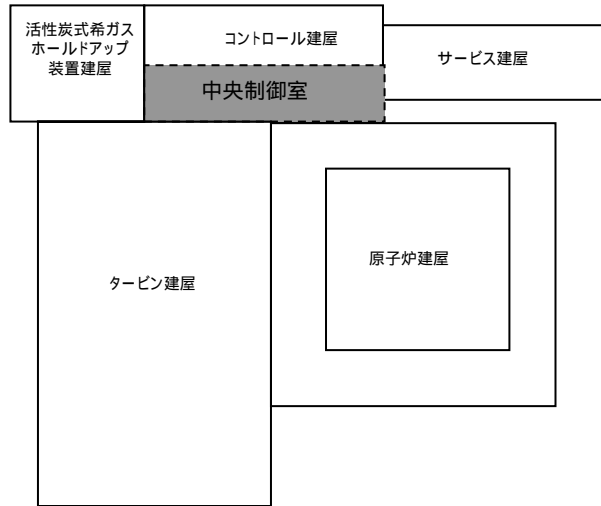 活性炭式希ガス
ホールドアップ
装置建屋
コントロール建屋
サービス建屋
中央制御室
タービン建屋
原子炉建屋